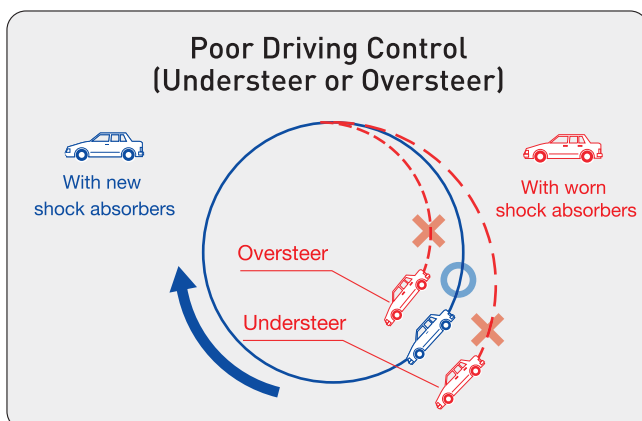 Poor Driving Control
(Understeer or Oversteer)
With new
shock absorbers
With worn
shock absorbers
Oversteer
Understeer